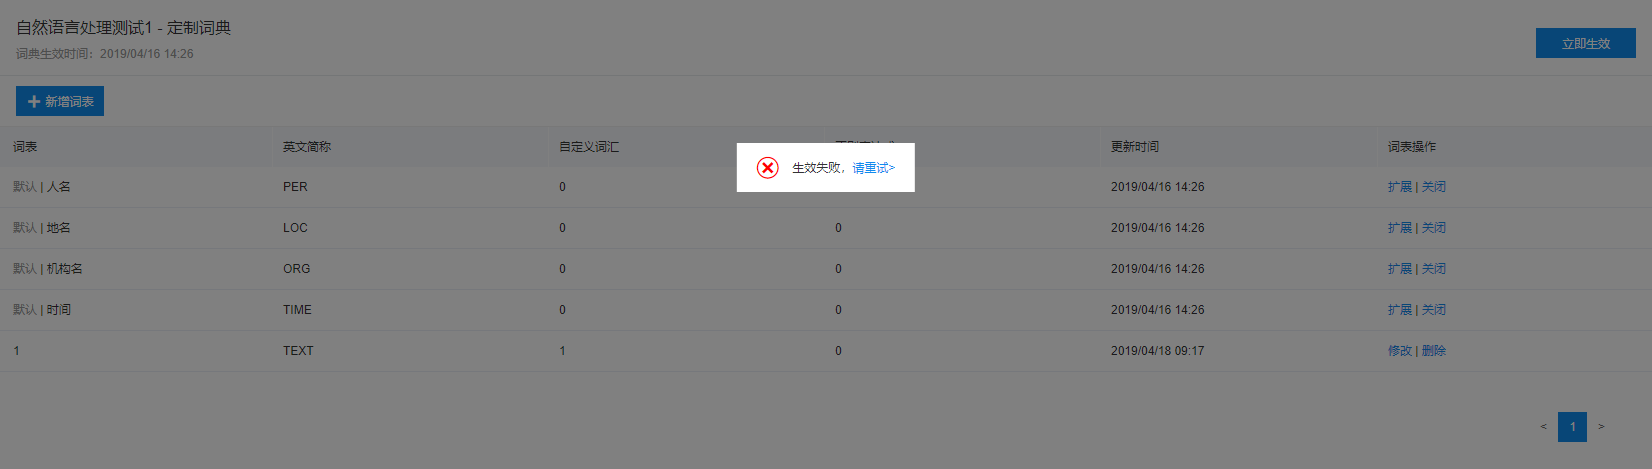 自然语言处理测试1 - 定制词典
词典生效时间：2019/04/16 14:26
立即生效
新增词表
词表 英文简称 自定义词汇 更新时间 词表操作
生效失败，请重试>
默认 | 人名 PER 0 2019/04/16 14:26 扩展 | 关闭
默认 | 地名 LOC 0 0 2019/04/16 14:26 扩展 | 关闭
默认 | 机构名 ORG 0 0 2019/04/16 14:26 扩展 | 关闭
默认 | 时间 TIME 0 0 2019/04/16 14:26 扩展 | 关闭
1 TEXT 1 0 2019/04/18 09:17 修改 | 删除
< 1 >